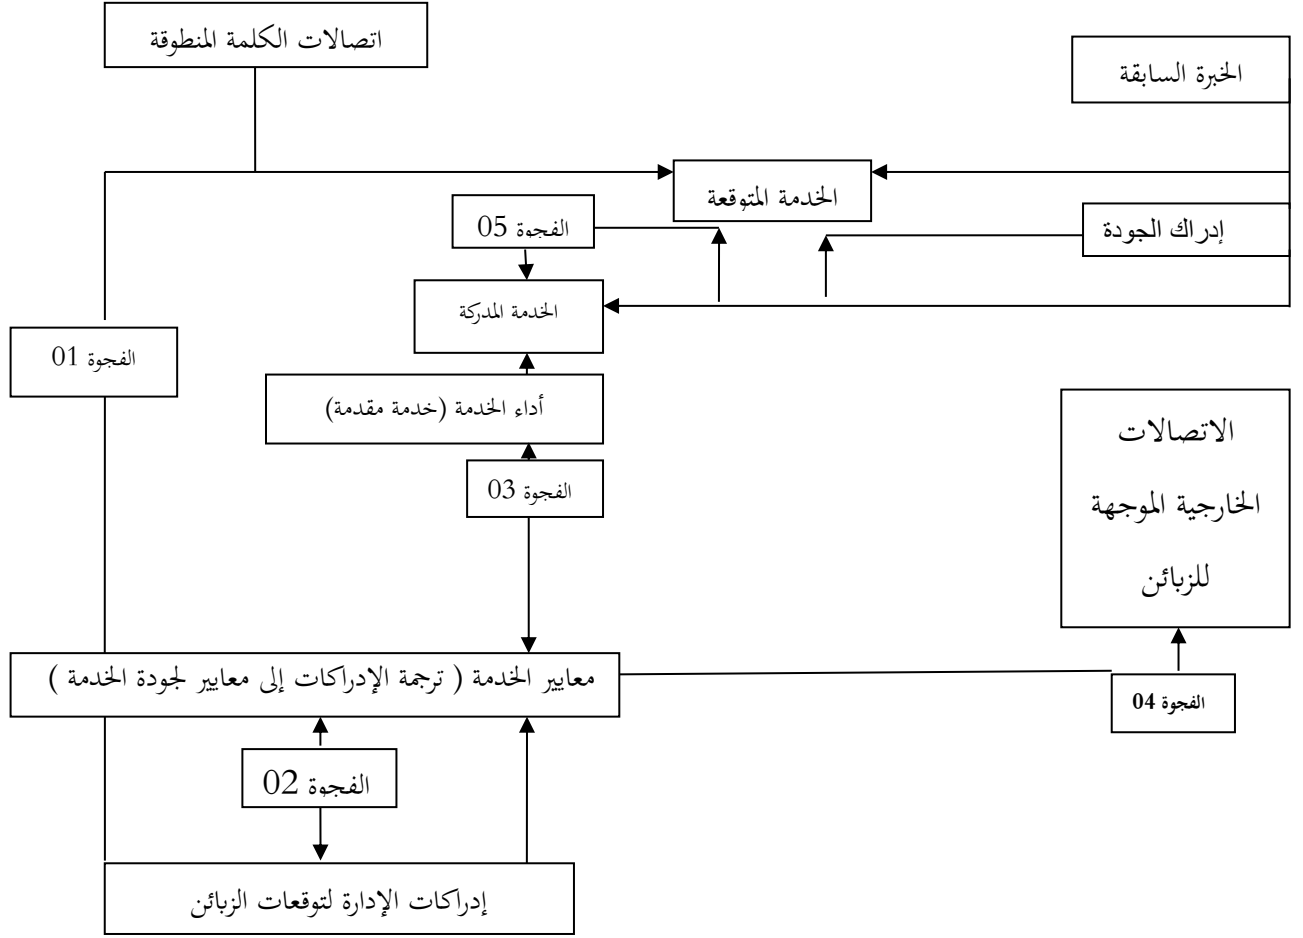 اتصالات الكلمة المنطوقة
الخبرة السابقة
الخدمة المتوقعة
الفجوة 05
إدراك الجودة
الخدمة المدركة
الفجوة 01
أداء الخدمة (خدمة مقدمة)
الاتصالات
الخارجية الموجهة
للزبائن
الفجوة 03
معايير الخدمة ( ترجمة الإدراكات إلى معايير لجودة الخدمة )
الفجوة 04
الفجوة 02
إدراكات الإدارة لتوقعات الزبائن